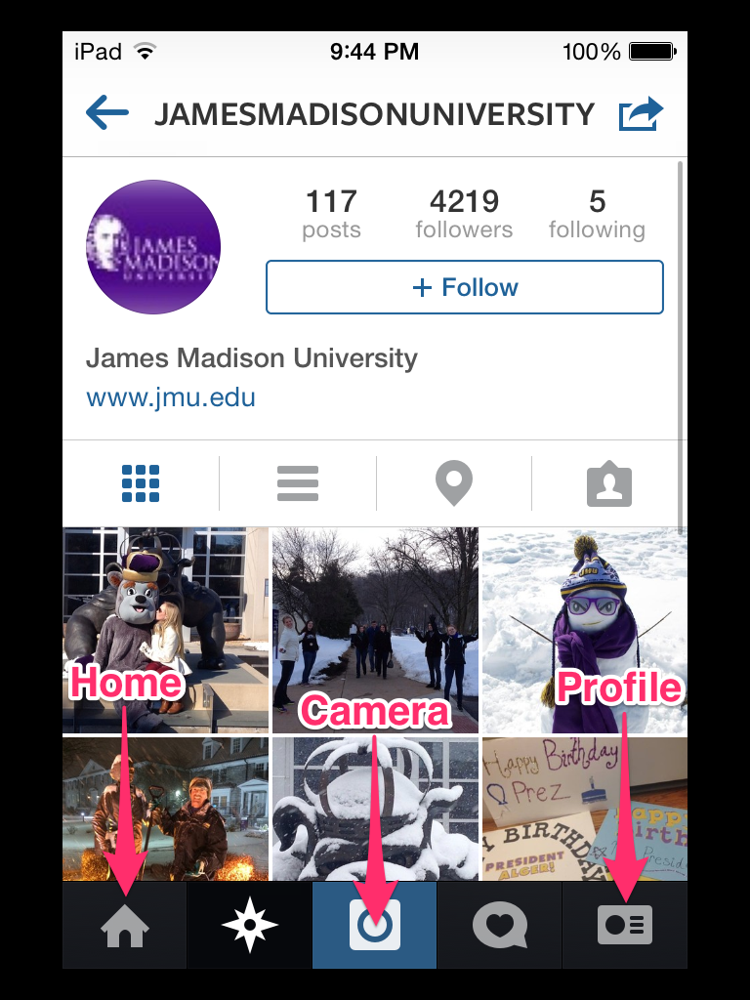 iPad 9:44 PM 100%
JAMESMADISONUNIVERSITY
117 4219 5
posts followers following
JAMES
MADISON
UNIVERSITY
+ Follow
James Madison University
www.jmu.edu
JMU
Home
Camera
Profile
Happy Birthday
Prez
Y BIRTHDAY
PRESIDENT
ALGER!